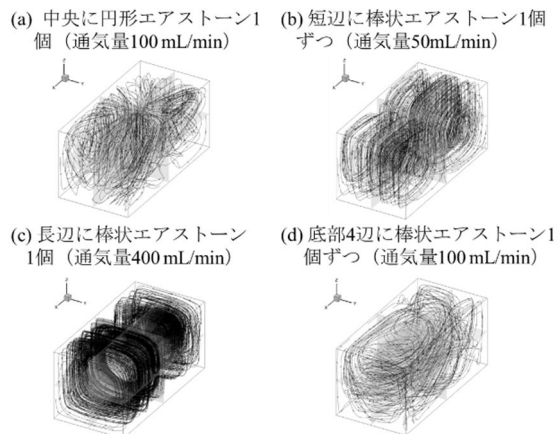 (a) 中央に円形エアストーン1
個（通気量100 mL/min）
(b) 短辺に棒状エアストーン1個
ずつ（通気量50mL/min）
(c) 長辺に棒状エアストーン
1個（通気量400 mL/min）
(d) 底部4辺に棒状エアストーン1
個ずつ（通気量100 mL/min）